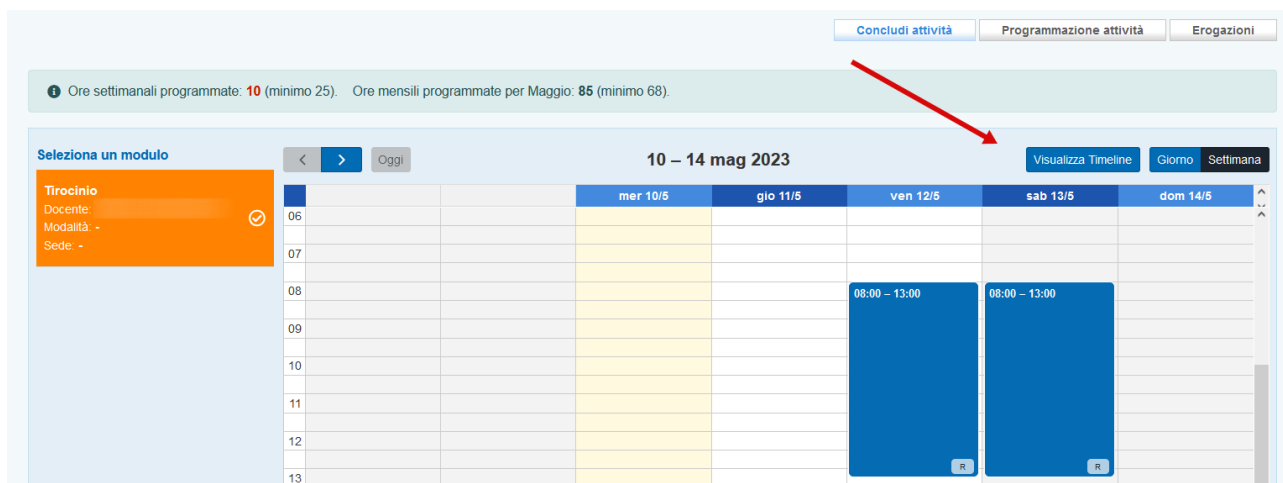 Concludi attività Programmazione attività Erogazioni
Ore settimanali programmate: 10 (minimo 25). Ore mensili programmate per Maggio: 85 (minimo 68).
Seleziona un modulo
Tirocinio
Docente:
Modalità: -
Sede: -
Oggi
10 – 14 mag 2023
Visualizza Timeline Giorno Settimana
mer 10/5 gio 11/5 ven 12/5 sab 13/5 dom 14/5
06
07
08 08:00 – 13:00 08:00 – 13:00
09
10
11
12
R R
13